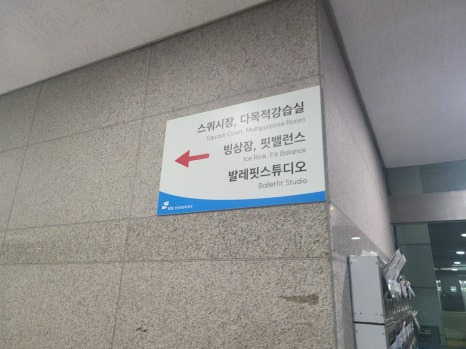 스쿼시장, 다목적강습실
Squash Court, Multipurpose Room
빙상장, 핏밸런스
Ice Rink, Fit Balance
발레핏스튜디오
Balletfit Studio